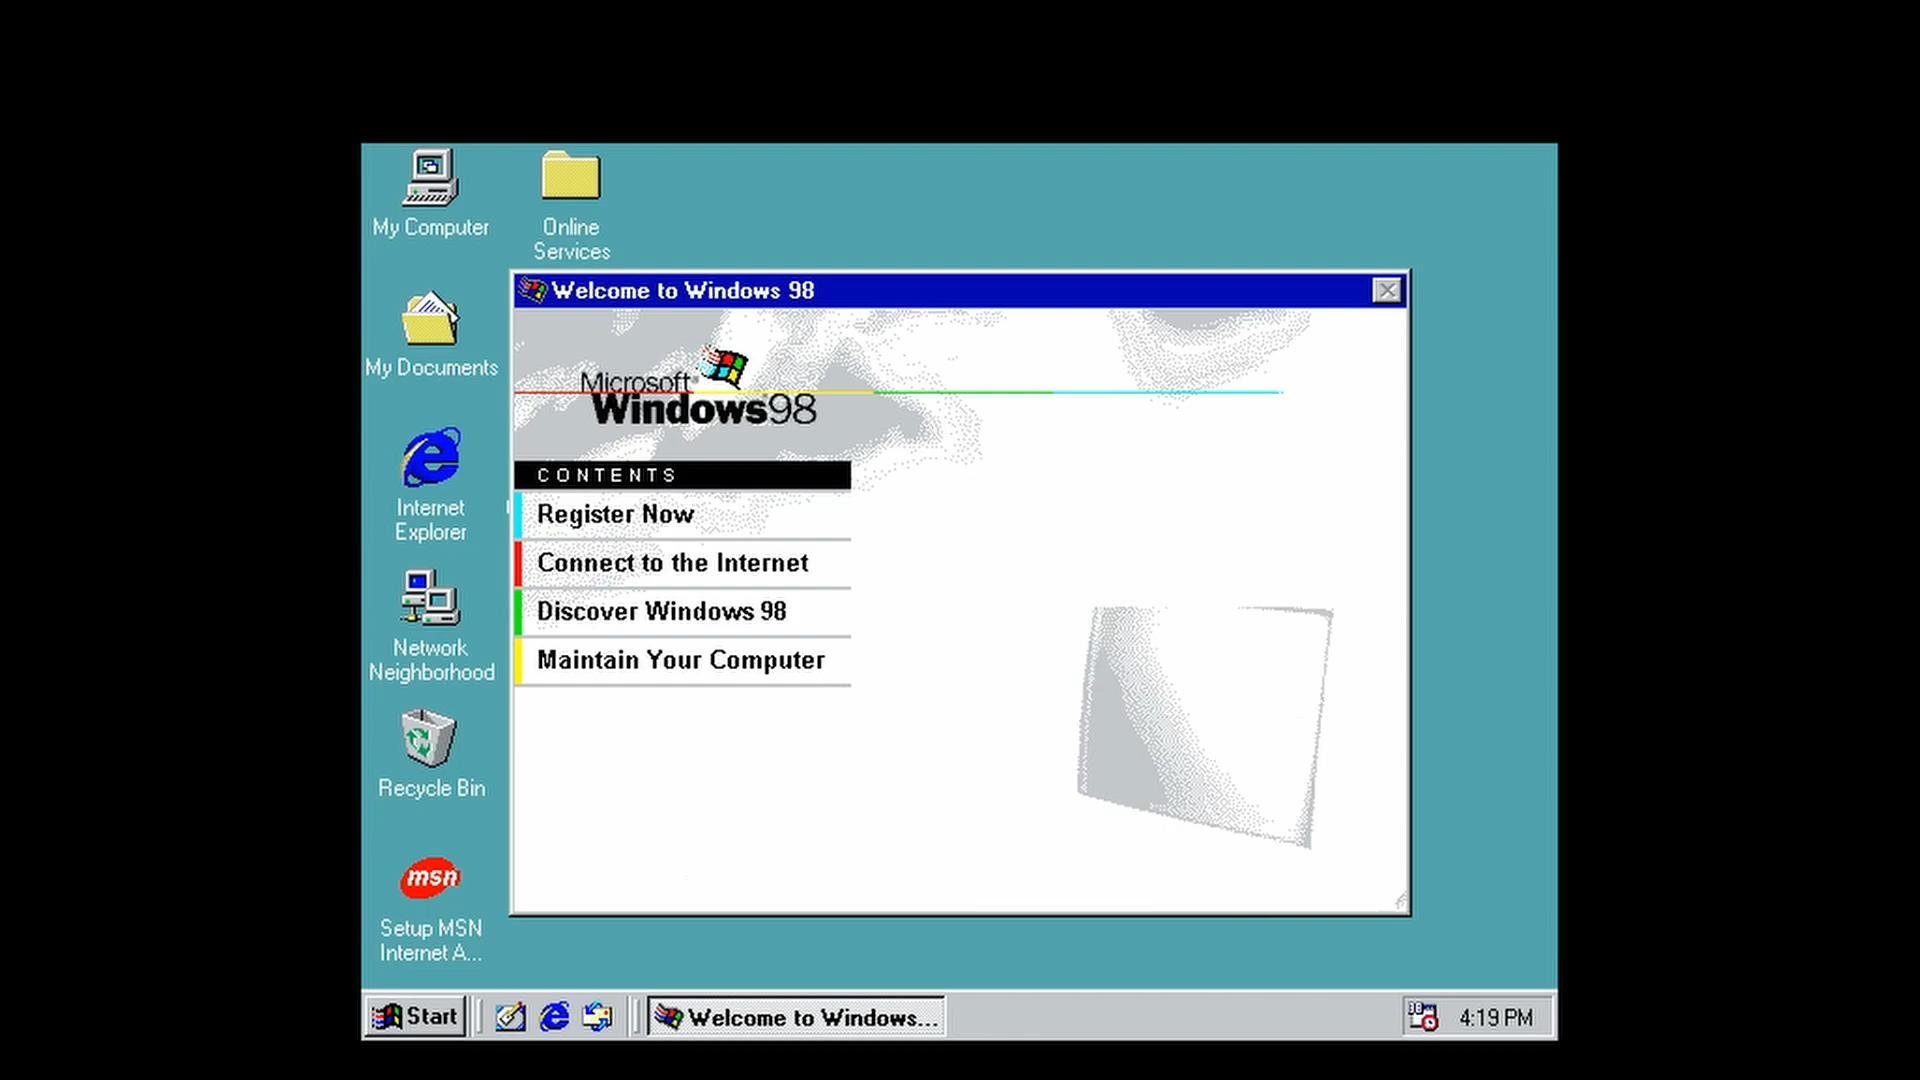 My Computer
Online
Services
My Documents
Internet
Explorer
Network
Neighborhood
Recycle Bin
msn
Setup MSN
Internet A...
Welcome to Windows 98
Microsoft
Windows98
CONTENTS
Register Now
Connect to the Internet
Discover Windows 98
Maintain Your Computer
Start
Welcome to Windows...
4:19 PM